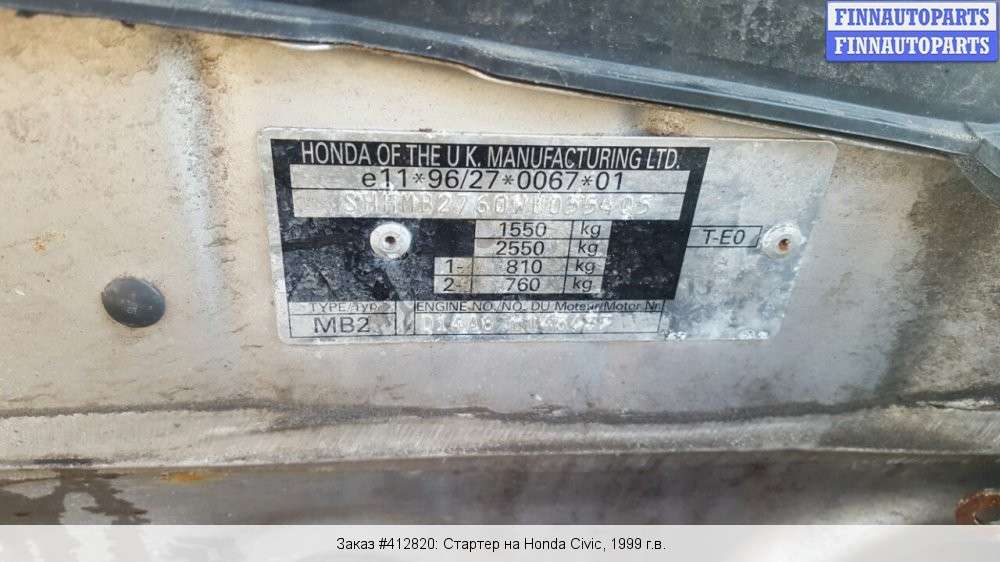 FINNAUTOPARTS
FINNAUTOPARTS
HONDA OF THE U.K. MANUFACTURING LTD.
e11*96/27*0067*01
1550 kg
2550 kg
1- 810 kg
2- 760 kg
T-E0
TYPE/Typ ENGINE NO./NO. DU Moteur/Motor Nr.
MB2
Заказ #412820: Стартер на Honda Civic, 1999 г.в.